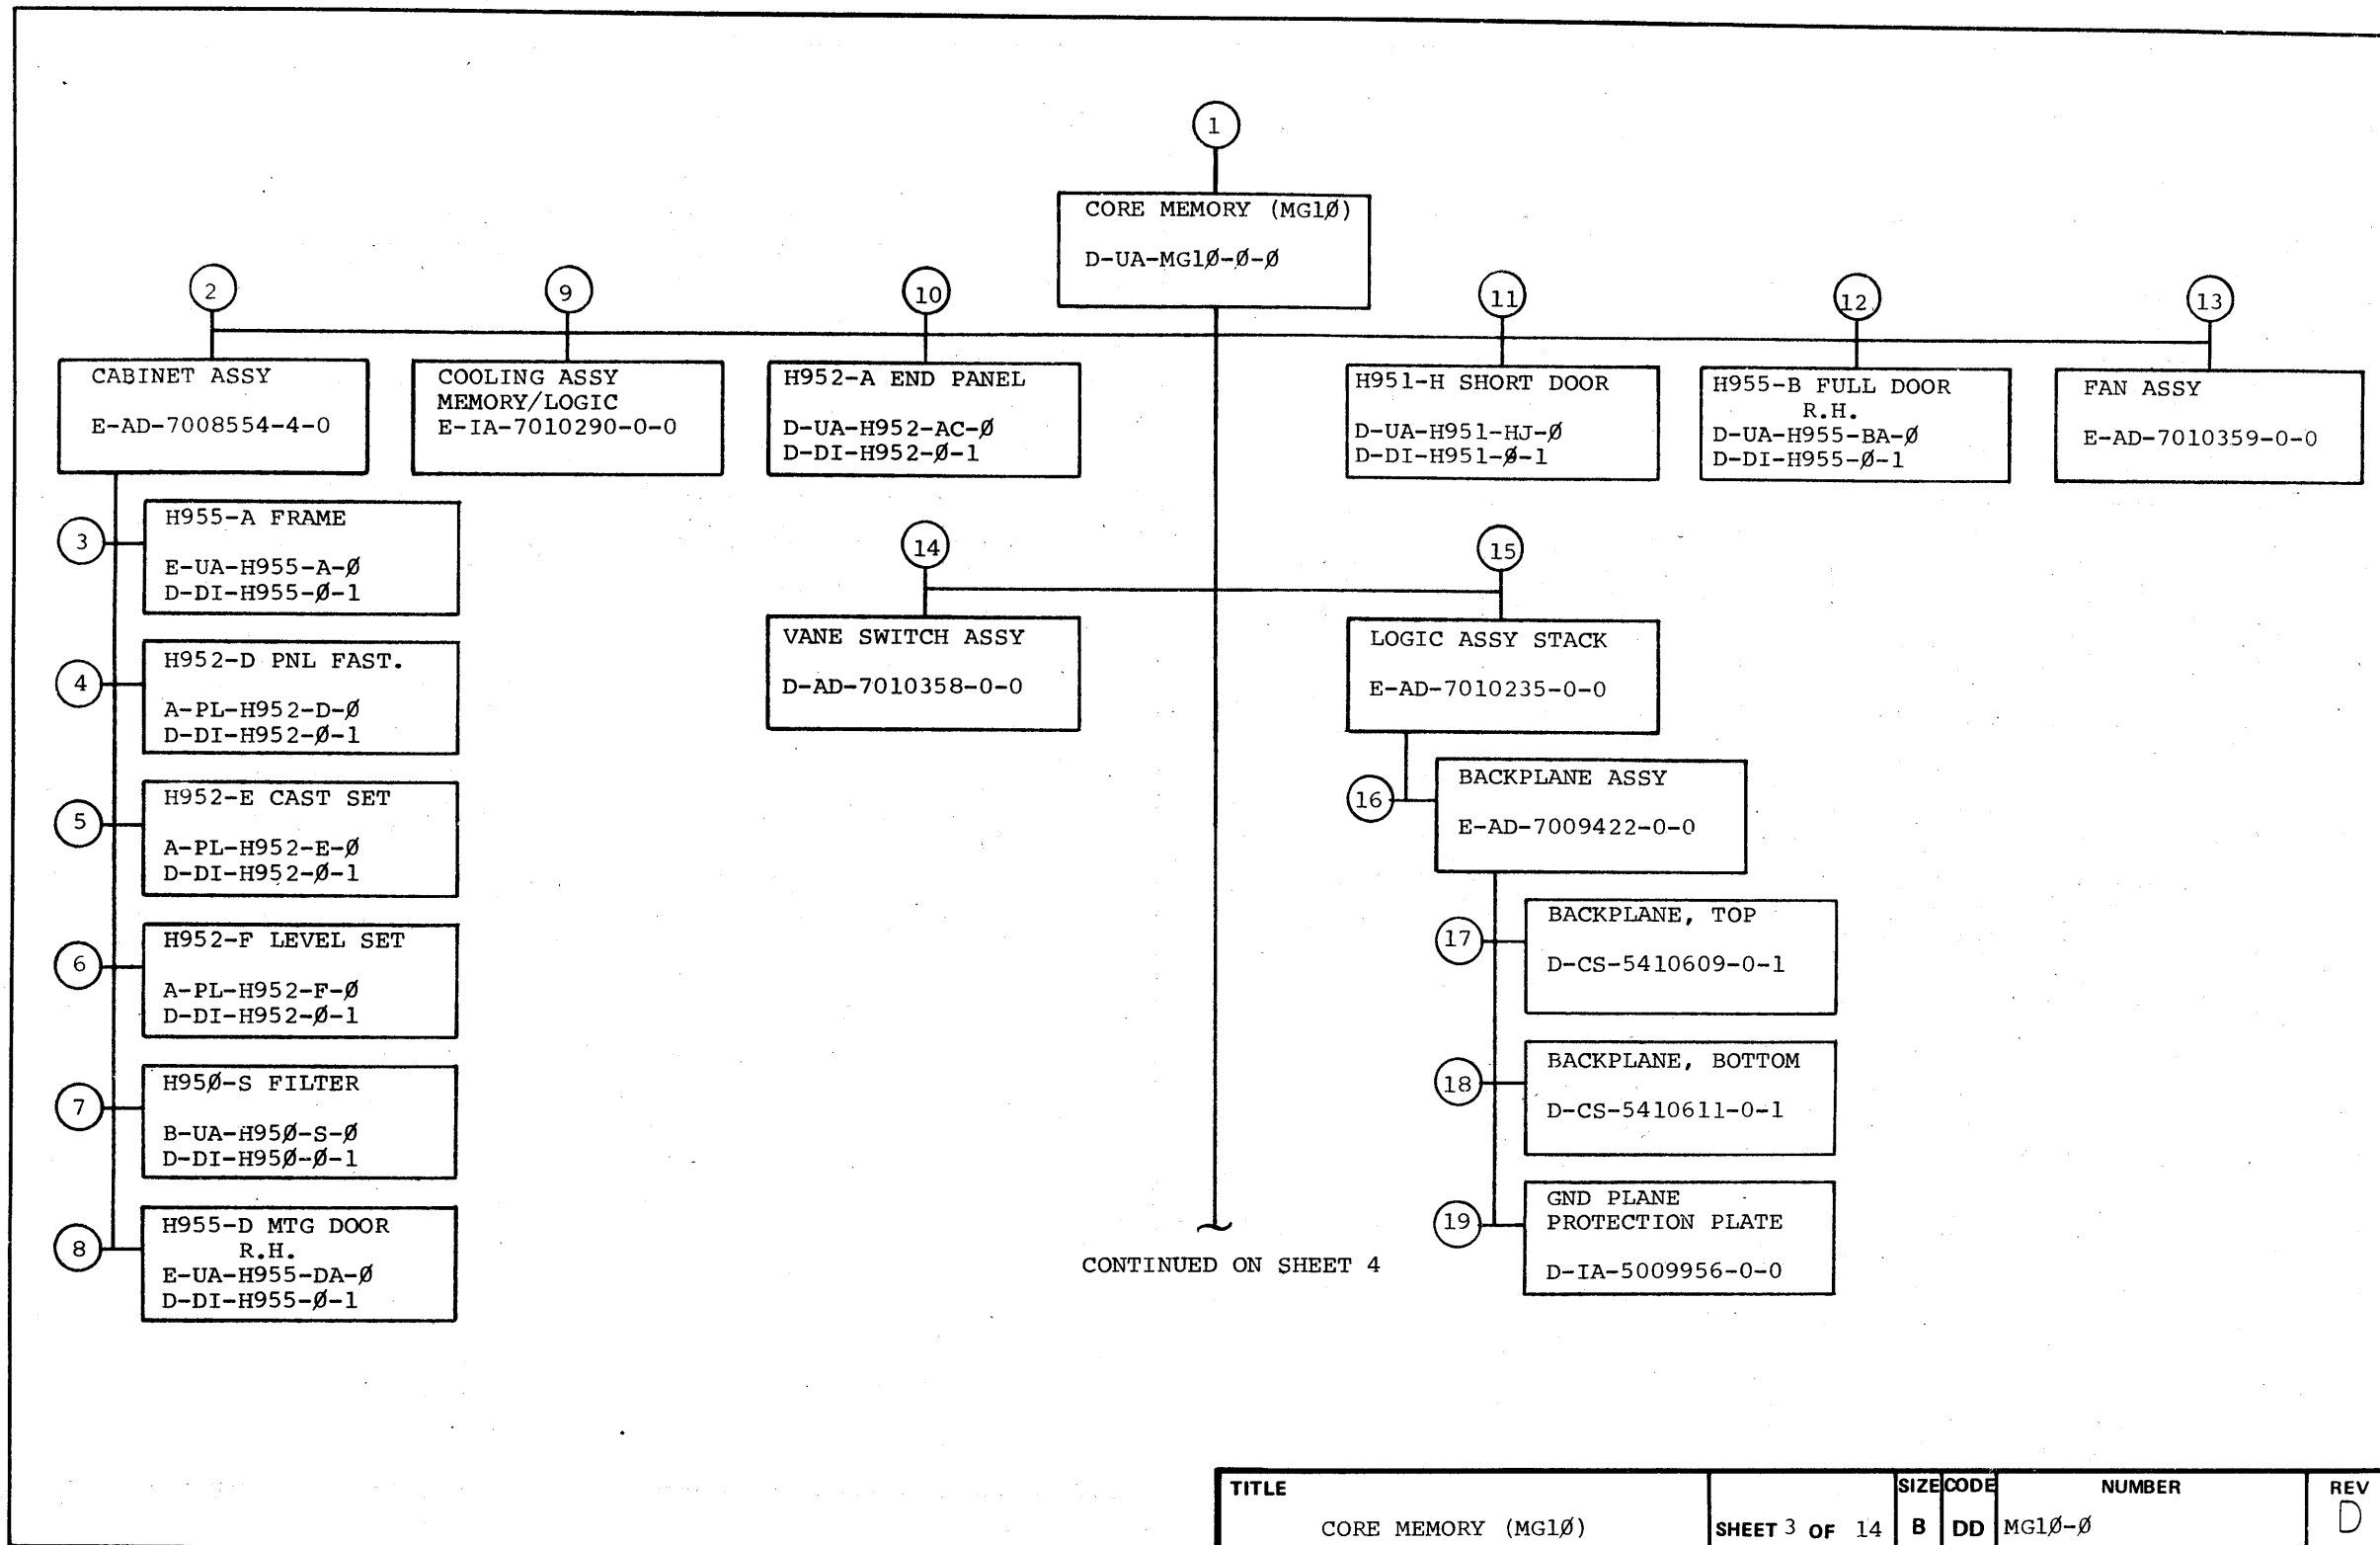 1
CORE MEMORY (MG1Ø)
D-UA-MG1Ø-Ø-Ø
2
CABINET ASSY
E-AD-7008554-4-0
9
COOLING ASSY
MEMORY/LOGIC
E-IA-7010290-0-0
10
H952-A END PANEL
D-UA-H952-AC-Ø
D-DI-H952-Ø-1
11
H951-H SHORT DOOR
D-UA-H951-HJ-Ø
D-DI-H951-Ø-1
12
H955-B FULL DOOR
R.H.
D-UA-H955-BA-Ø
D-DI-H955-Ø-1
13
FAN ASSY
E-AD-7010359-0-0
3
H955-A FRAME
E-UA-H955-A-Ø
D-DI-H955-Ø-1
4
H952-D PNL FAST.
A-PL-H952-D-Ø
D-DI-H952-Ø-1
5
H952-E CAST SET
A-PL-H952-E-Ø
D-DI-H952-Ø-1
6
H952-F LEVEL SET
A-PL-H952-F-Ø
D-DI-H952-Ø-1
7
H95Ø-S FILTER
B-UA-H95Ø-S-Ø
D-DI-H95Ø-Ø-1
8
H955-D MTG DOOR
R.H.
E-UA-H955-DA-Ø
D-DI-H955-Ø-1
14
VANE SWITCH ASSY
D-AD-7010358-0-0
15
LOGIC ASSY STACK
E-AD-7010235-0-0
16
BACKPLANE ASSY
E-AD-7009422-0-0
17
BACKPLANE, TOP
D-CS-5410609-0-1
18
BACKPLANE, BOTTOM
D-CS-5410611-0-1
19
GND PLANE
PROTECTION PLATE
D-IA-5009956-0-0
CONTINUED ON SHEET 4
TITLE
CORE MEMORY (MG1Ø)
SHEET 3 OF 14
SIZE
B
CODE
DD
NUMBER
MG1Ø-Ø
REV
D